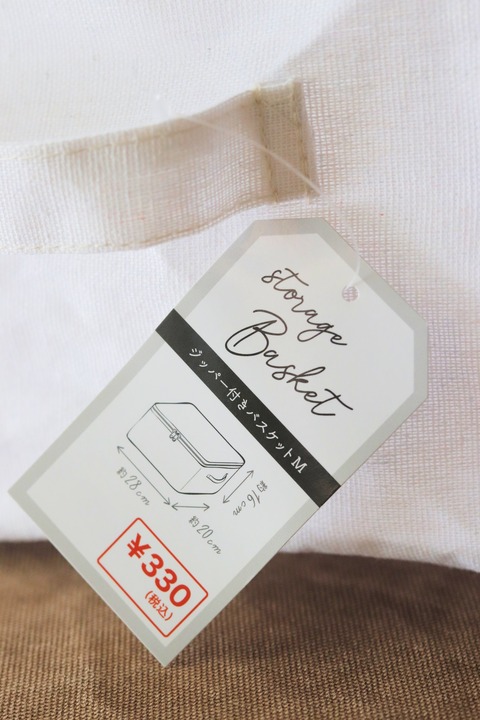 storage
Basket
ジッパー付きバスケットM
約28cm
約20cm
約16cm
¥330
(税込)